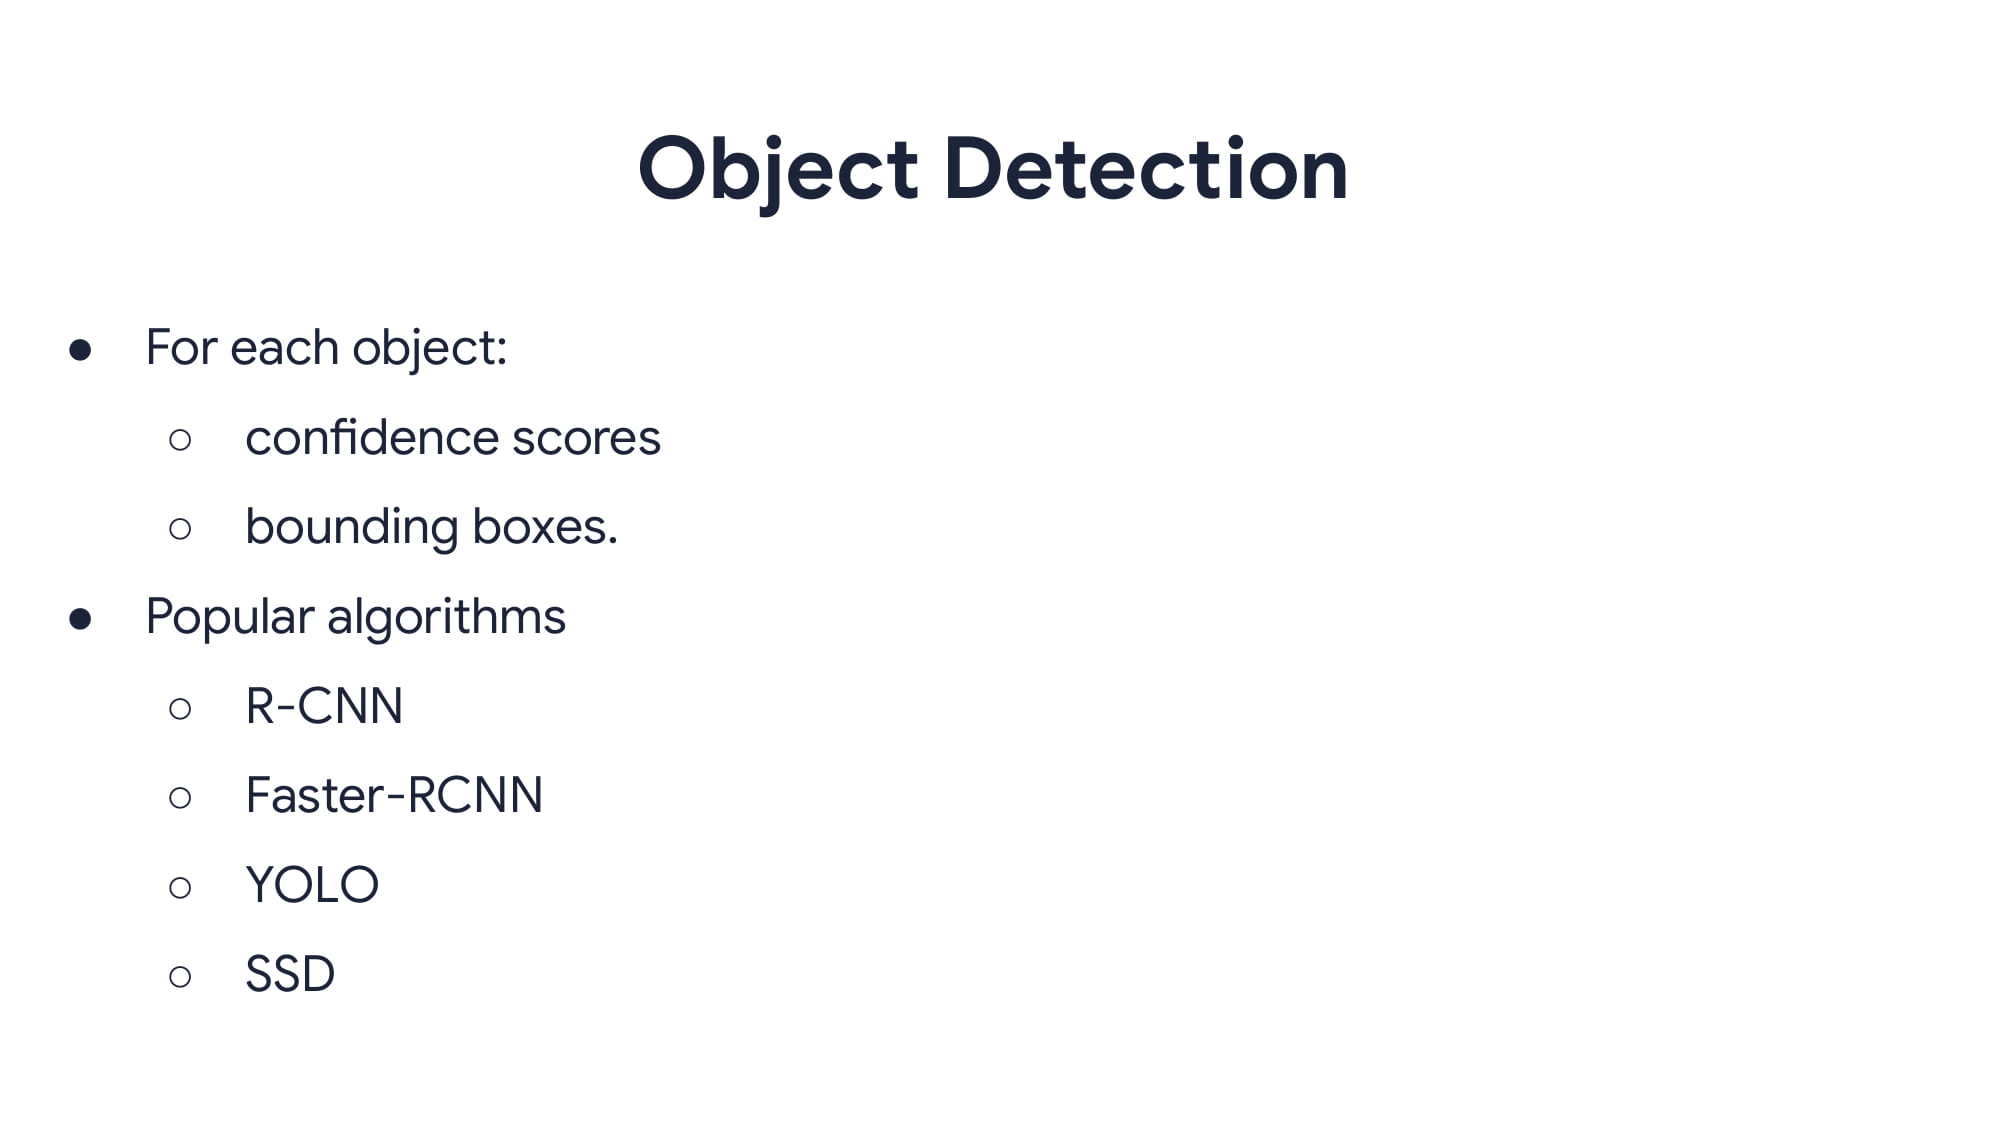 Object Detection
● For each object:
○ confidence scores
○ bounding boxes.
● Popular algorithms
○ R-CNN
○ Faster-RCNN
○ YOLO
○ SSD